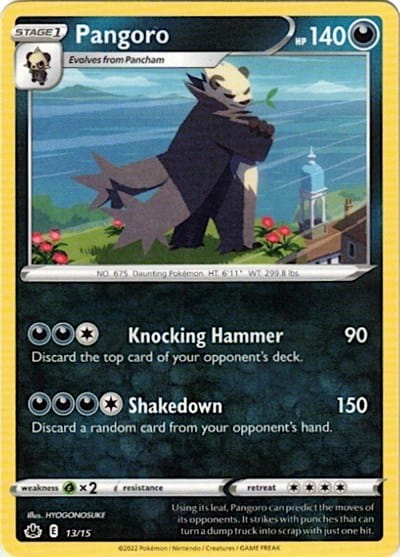 STAGE 1 Pangoro HP 140
Evolves from Pancham
NO. 675 Daunting Pokémon. HT: 6'11" WT: 299.8 lbs.
Knocking Hammer 90
Discard the top card of your opponent's deck.
Shakedown 150
Discard a random card from your opponent's hand.
weakness ×2 resistance retreat
illus. HYOGONOSUKE
E 13/15
Using its leaf, Pangoro can predict the moves of
its opponents. It strikes with punches that can
turn a dump truck into scrap with just one hit.
©2022 Pokémon / Nintendo / Creatures / GAME FREAK